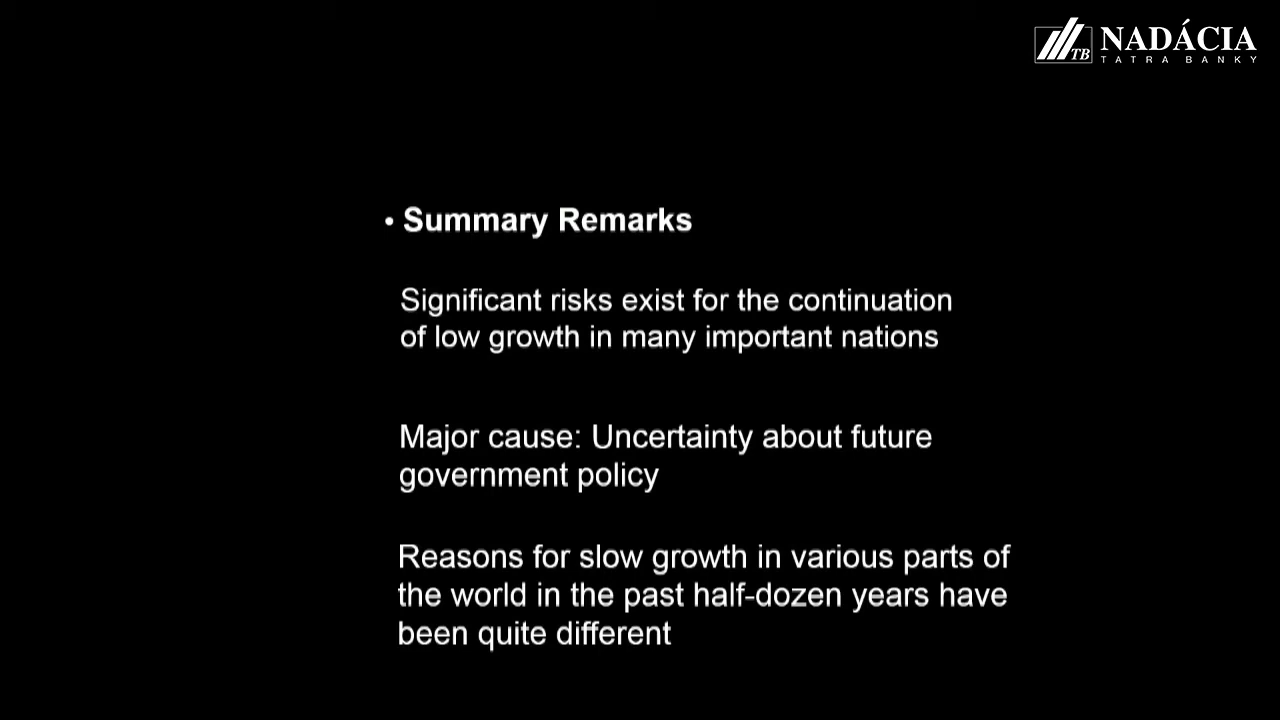 TB NADÁCIA
TATRA BANKY
• Summary Remarks
Significant risks exist for the continuation
of low growth in many important nations
Major cause: Uncertainty about future
government policy
Reasons for slow growth in various parts of
the world in the past half-dozen years have
been quite different